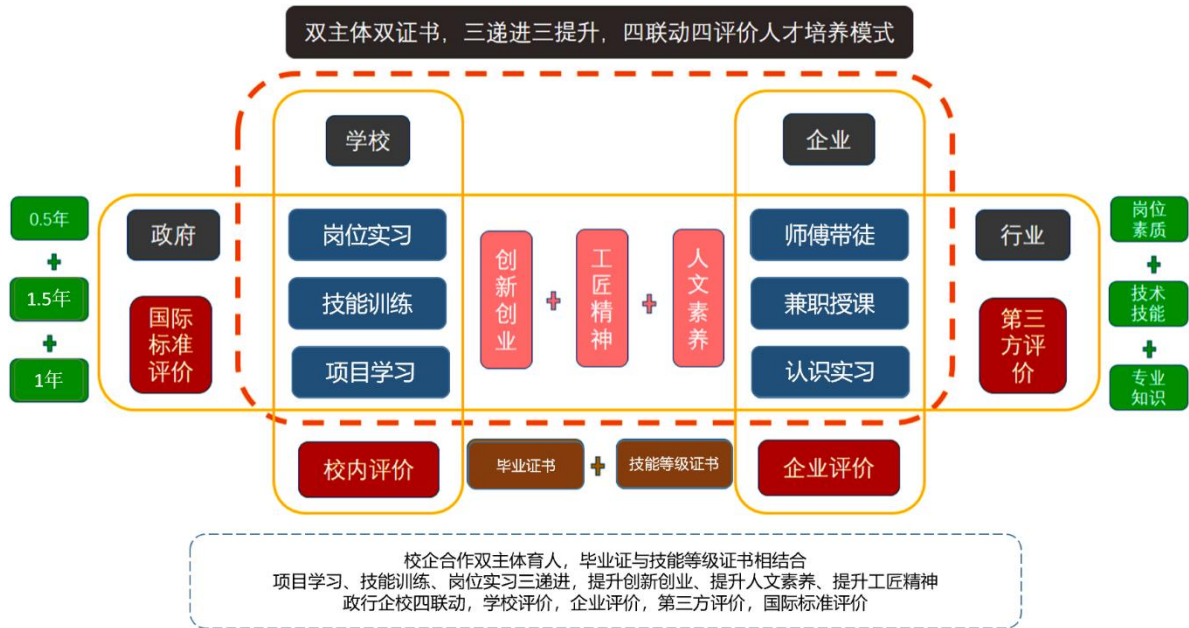 双主体双证书，三递进三提升，四联动四评价人才培养模式
学校
企业
0.5年
1.5年
1年
政府
国际
标准
评价
岗位实习
技能训练
项目学习
创新创业
工匠精神
人文素养
师傅带徒
兼职授课
认识实习
行业
第三
方评
价
岗位
素质
技术
技能
专业
知识
校内评价
毕业证书
技能等级证书
企业评价
校企合作双主体育人，毕业证与技能等级证书相结合
项目学习、技能训练、岗位实习三递进，提升创新创业、提升人文素养、提升工匠精神
政行企校四联动，学校评价，企业评价，第三方评价，国际标准评价